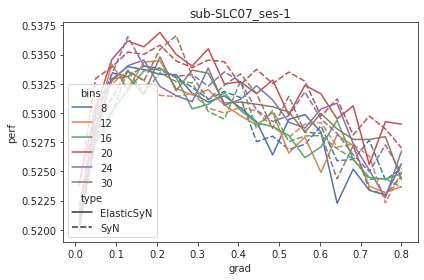 sub-SLC07_ses-1
perf
0.5375
0.5350
0.5325
0.5300
0.5275
0.5250
0.5225
0.5200
bins
8
12
16
20
24
30
type
ElasticSyN
SyN
0.0 0.1 0.2 0.3 0.4 0.5 0.6 0.7 0.8
grad